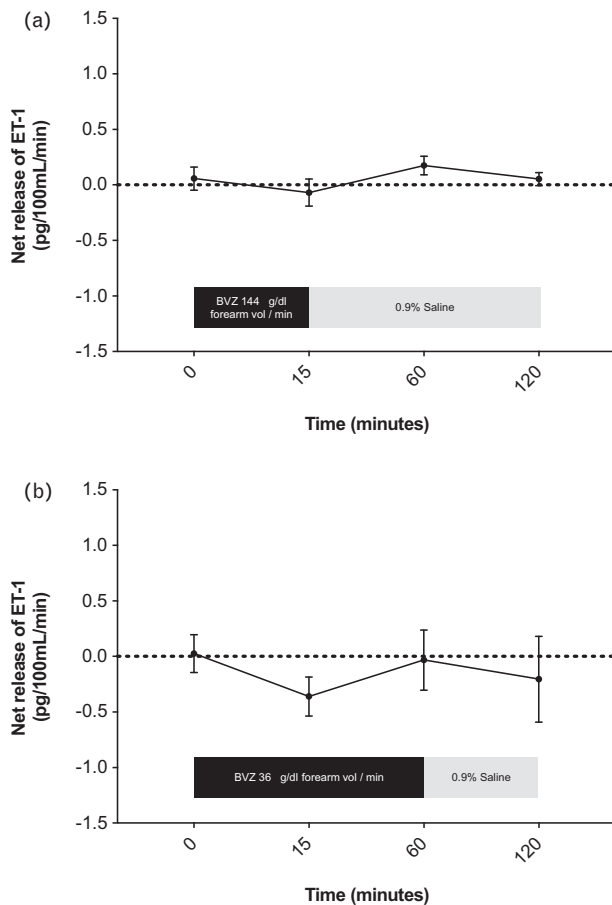 (a)
1.5
1.0
0.5
0.0
-0.5
-1.0
-1.5
Net release of ET-1
(pg/100mL/min)
BVZ 144 g/dl
forearm vol / min
0.9% Saline
0
15
60
120
Time (minutes)
(b)
1.5
1.0
0.5
0.0
-0.5
-1.0
-1.5
Net release of ET-1
(pg/100mL/min)
BVZ 36 g/dl forearm vol / min
0.9% Saline
0
15
60
120
Time (minutes)